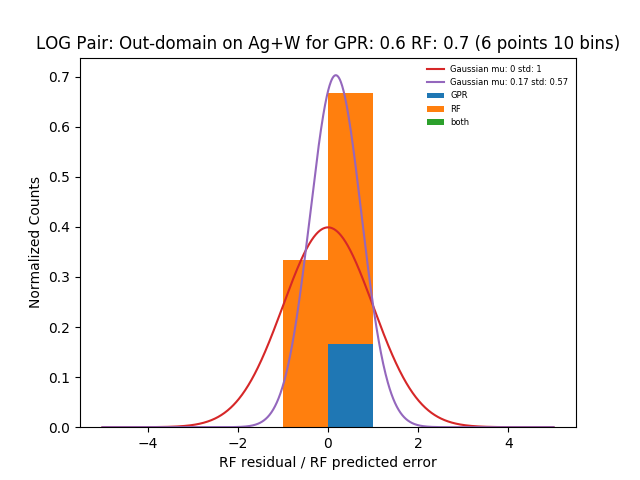 LOG Pair: Out-domain on Ag+W for GPR: 0.6 RF: 0.7 (6 points 10 bins)
Gaussian mu: 0 std: 1
Gaussian mu: 0.17 std: 0.57
GPR
RF
both
Normalized Counts
0.7
0.6
0.5
0.4
0.3
0.2
0.1
0.0
−4
−2
0
2
4
RF residual / RF predicted error